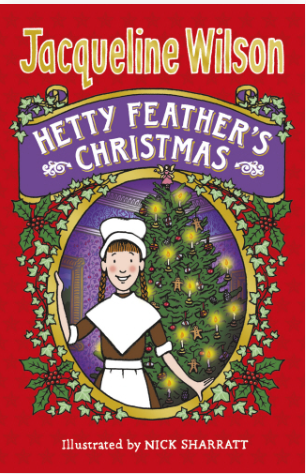 Jacqueline Wilson
HETTY FEATHER'S
CHRISTMAS
Illustrated by NICK SHARRATT